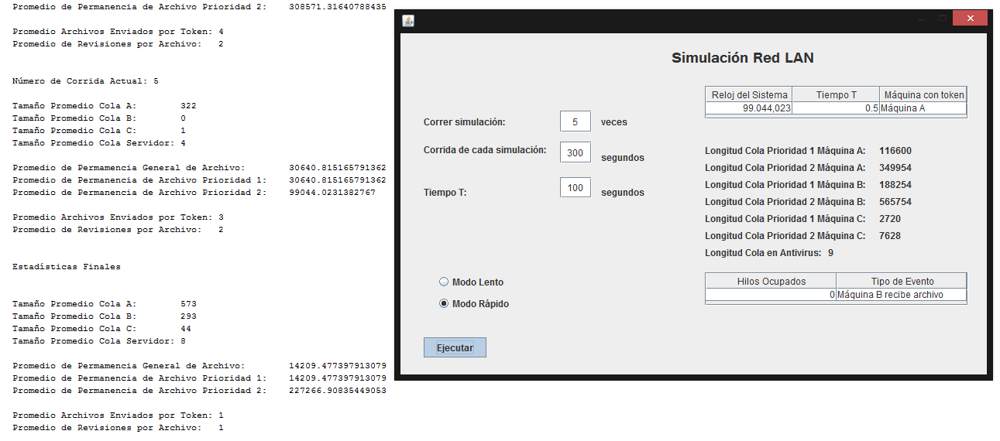 Promedio de Permanencia de Archivo Prioridad 2: 308571.31640788435
Promedio Archivos Enviados por Token: 4
Promedio de Revisiones por Archivo: 2
Número de Corrida Actual: 5
Tamaño Promedio Cola A: 322
Tamaño Promedio Cola B: 0
Tamaño Promedio Cola C: 1
Tamaño Promedio Cola Servidor: 4
Promedio de Permamencia General de Archivo: 30640.815165791362
Promedio de Permanencia de Archivo Prioridad 1: 30640.815165791362
Promedio de Permanencia de Archivo Prioridad 2: 99044.0231382767
Promedio Archivos Enviados por Token: 3
Promedio de Revisiones por Archivo: 2
Estadísticas Finales
Tamaño Promedio Cola A: 573
Tamaño Promedio Cola B: 293
Tamaño Promedio Cola C: 44
Tamaño Promedio Cola Servidor: 8
Promedio de Permamencia General de Archivo: 14209.477397913079
Promedio de Permanencia de Archivo Prioridad 1: 14209.477397913079
Promedio de Permanencia de Archivo Prioridad 2: 227266.90835449053
Promedio Archivos Enviados por Token: 1
Promedio de Revisiones por Archivo: 1
Simulación Red LAN
Correr simulación: 5 veces
Corrida de cada simulación: 300 segundos
Tiempo T: 100 segundos
Modo Lento
Modo Rápido
Ejecutar
Reloj del Sistema Tiempo T Máquina con token
99.044,023 0.5 Máquina A
Longitud Cola Prioridad 1 Máquina A: 116600
Longitud Cola Prioridad 2 Máquina A: 349954
Longitud Cola Prioridad 1 Máquina B: 188254
Longitud Cola Prioridad 2 Máquina B: 565754
Longitud Cola Prioridad 1 Máquina C: 2720
Longitud Cola Prioridad 2 Máquina C: 7628
Longitud Cola en Antivirus: 9
Hilos Ocupados Tipo de Evento
0 Máquina B recibe archivo